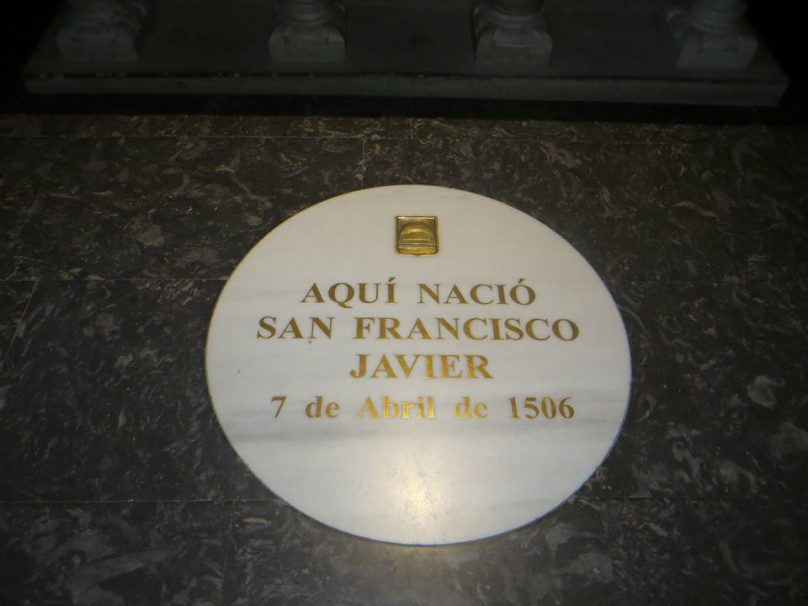 AQUÍ NACIÓ
SAN FRANCISCO
JAVIER
7 de Abril de 1506